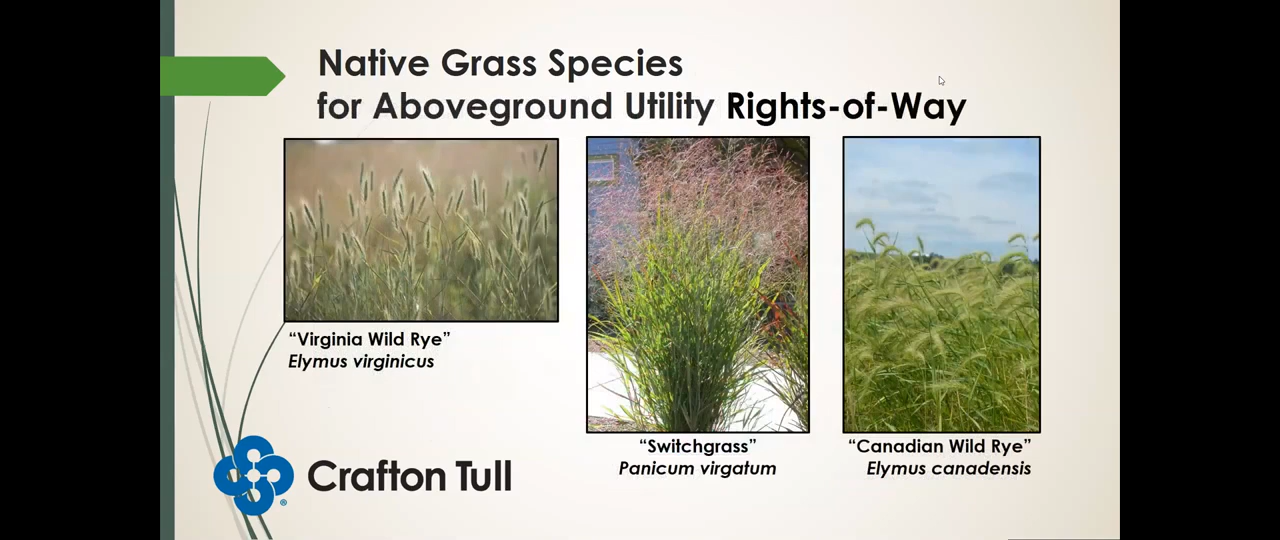 Native Grass Species
for Aboveground Utility Rights-of-Way
“Virginia Wild Rye”
Elymus virginicus
“Switchgrass”
Panicum virgatum
“Canadian Wild Rye”
Elymus canadensis
Crafton Tull
®